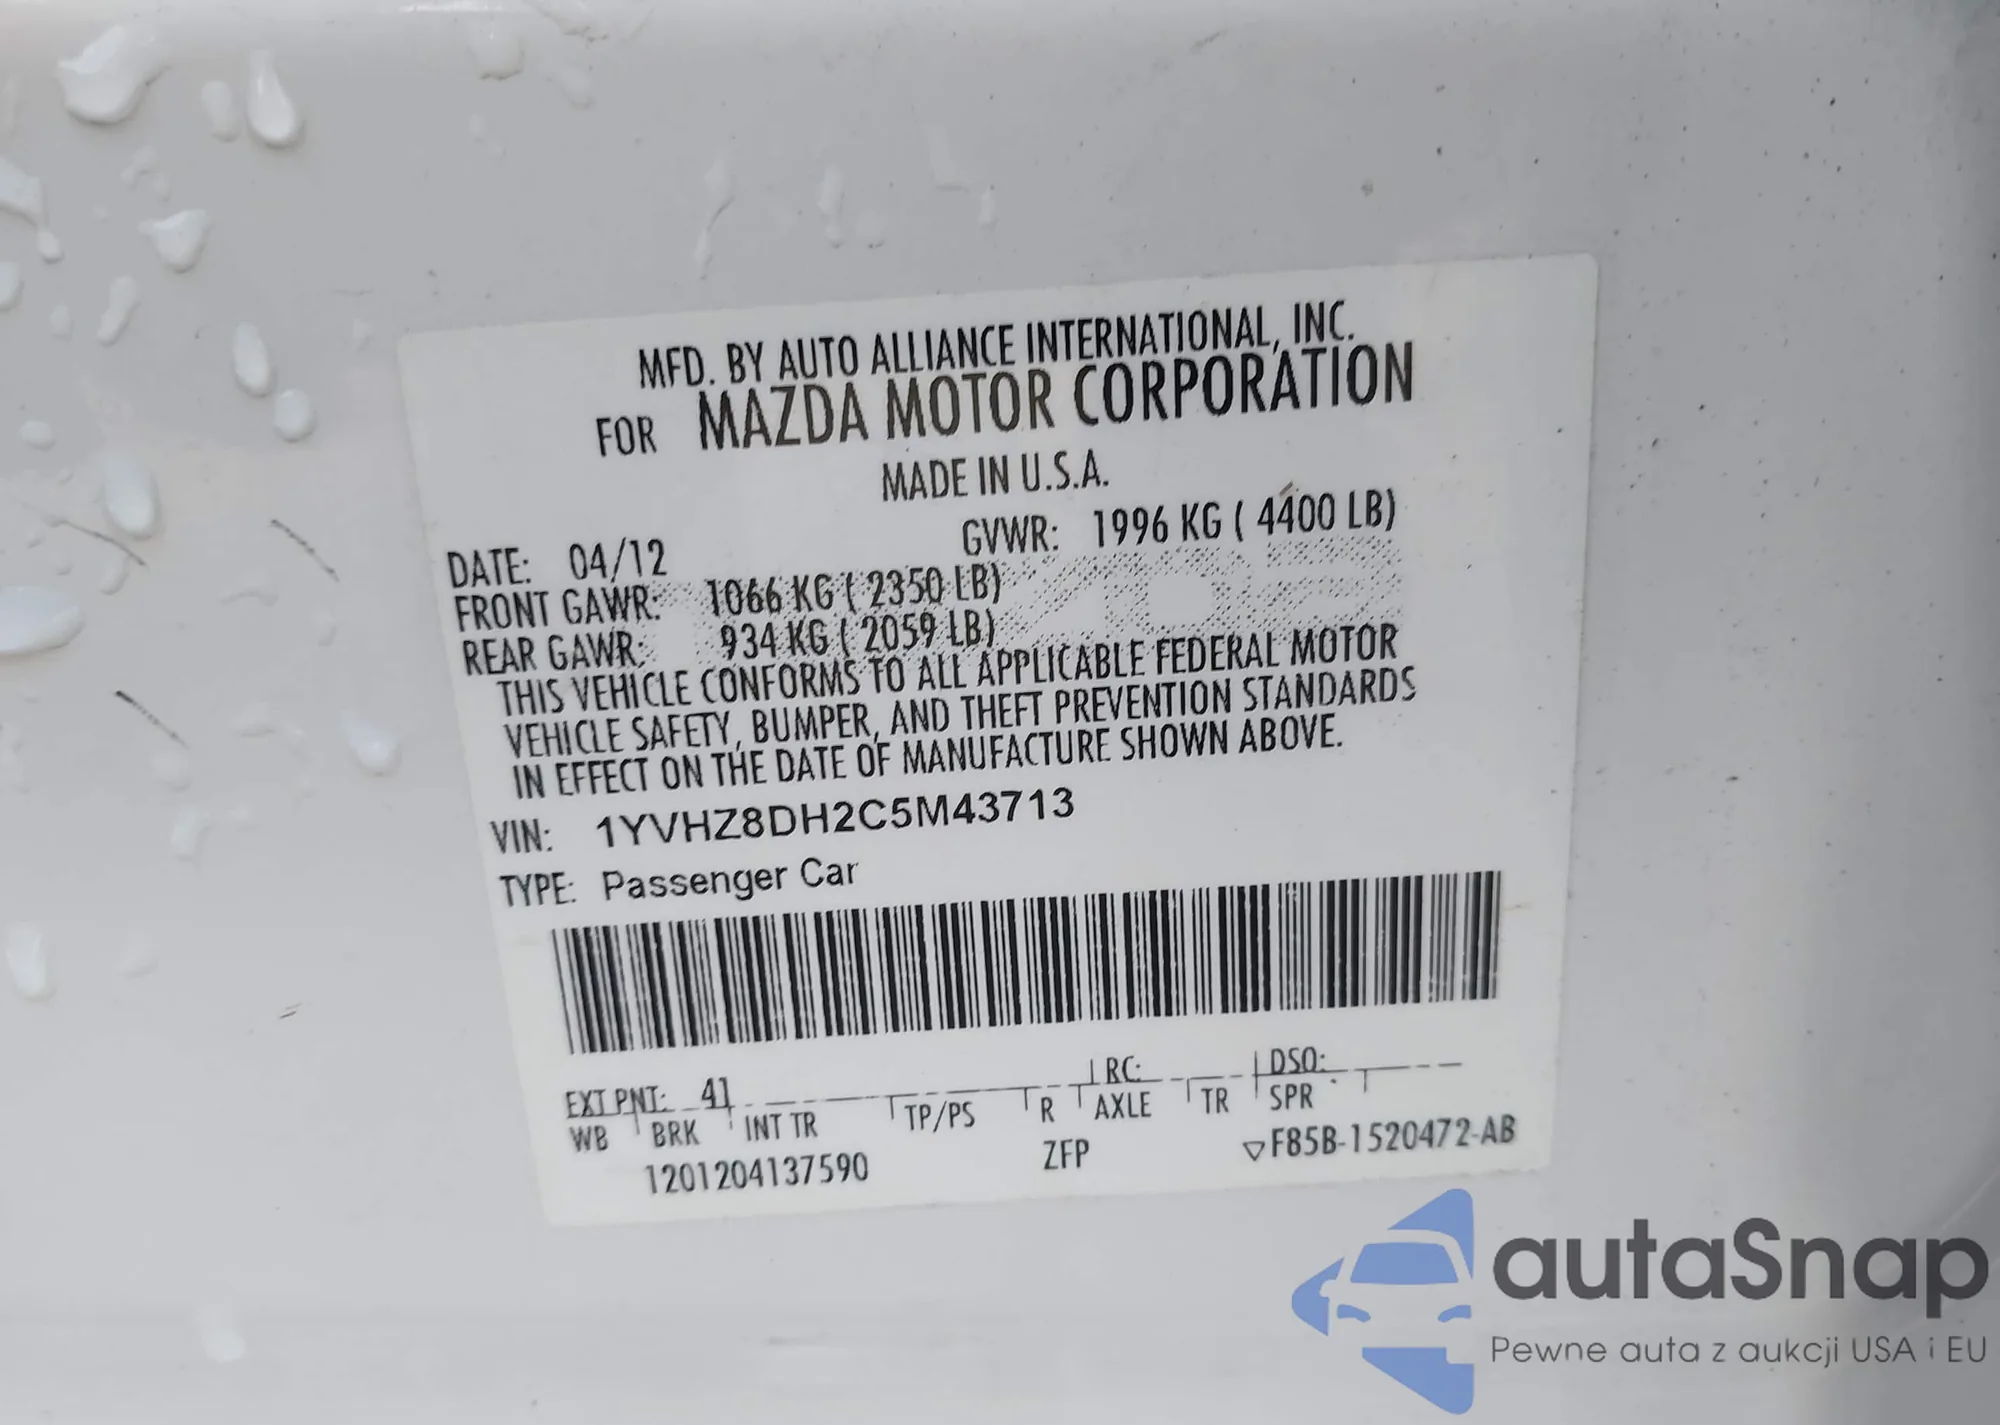 MFD. BY AUTO ALLIANCE INTERNATIONAL, INC.
FOR MAZDA MOTOR CORPORATION
MADE IN U.S.A.
DATE: 04/12 GVWR: 1996 KG ( 4400 LB)
FRONT GAWR: 1066 KG ( 2350 LB)
REAR GAWR: 934 KG ( 2059 LB)
THIS VEHICLE CONFORMS TO ALL APPLICABLE FEDERAL MOTOR
VEHICLE SAFETY, BUMPER, AND THEFT PREVENTION STANDARDS
IN EFFECT ON THE DATE OF MANUFACTURE SHOWN ABOVE.
VIN: 1YVHZ8DH2C5M43713
TYPE: Passenger Car
EXT PNT: 41 RC: DSO:
WB BRK INT TR TP/PS R AXLE TR SPR
1201204137590 ZFP ▽F85B-1520472-AB
autaSnap
Pewne auta z aukcji USA i EU